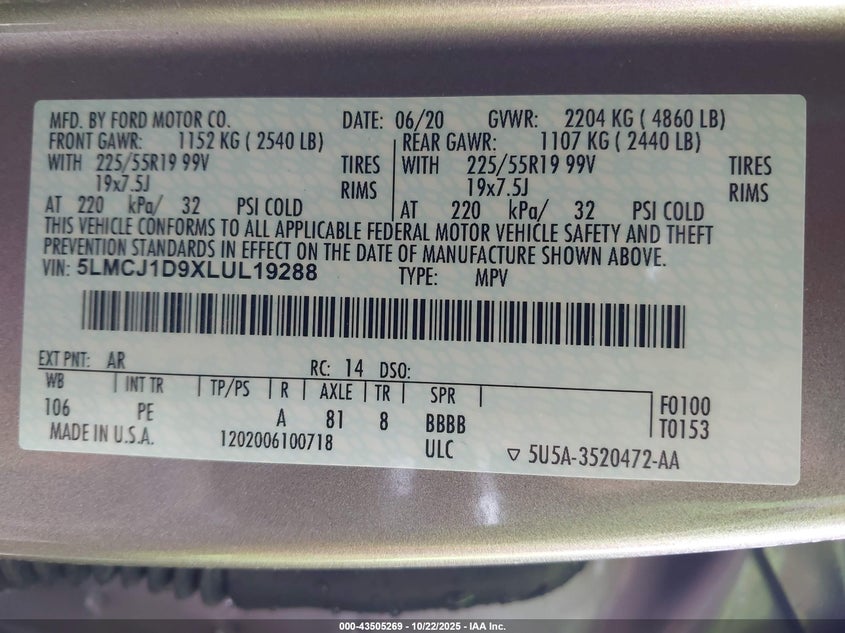 MFD. BY FORD MOTOR CO. DATE: 06/20 GVWR: 2204 KG ( 4860 LB)
FRONT GAWR: 1152 KG ( 2540 LB) REAR GAWR: 1107 KG ( 2440 LB)
WITH 225/55R19 99V TIRES WITH 225/55R19 99V TIRES
19x7.5J RIMS 19x7.5J RIMS
AT 220 kPa/ 32 PSI COLD AT 220 kPa/ 32 PSI COLD
THIS VEHICLE CONFORMS TO ALL APPLICABLE FEDERAL MOTOR VEHICLE SAFETY AND THEFT
PREVENTION STANDARDS IN EFFECT ON THE DATE OF MANUFACTURE SHOWN ABOVE.
VIN: 5LMCJ1D9XLUL19288 TYPE: MPV
EXT PNT: AR RC: 14 DSO:
WB INT TR TP/PS R AXLE TR SPR
106 PE A 81 8 BBBB F0100
T0153
MADE IN U.S.A. 1202006100718 ULC ▽ 5U5A-3520472-AA
000-43505269 - 10/22/2025 - IAA Inc.